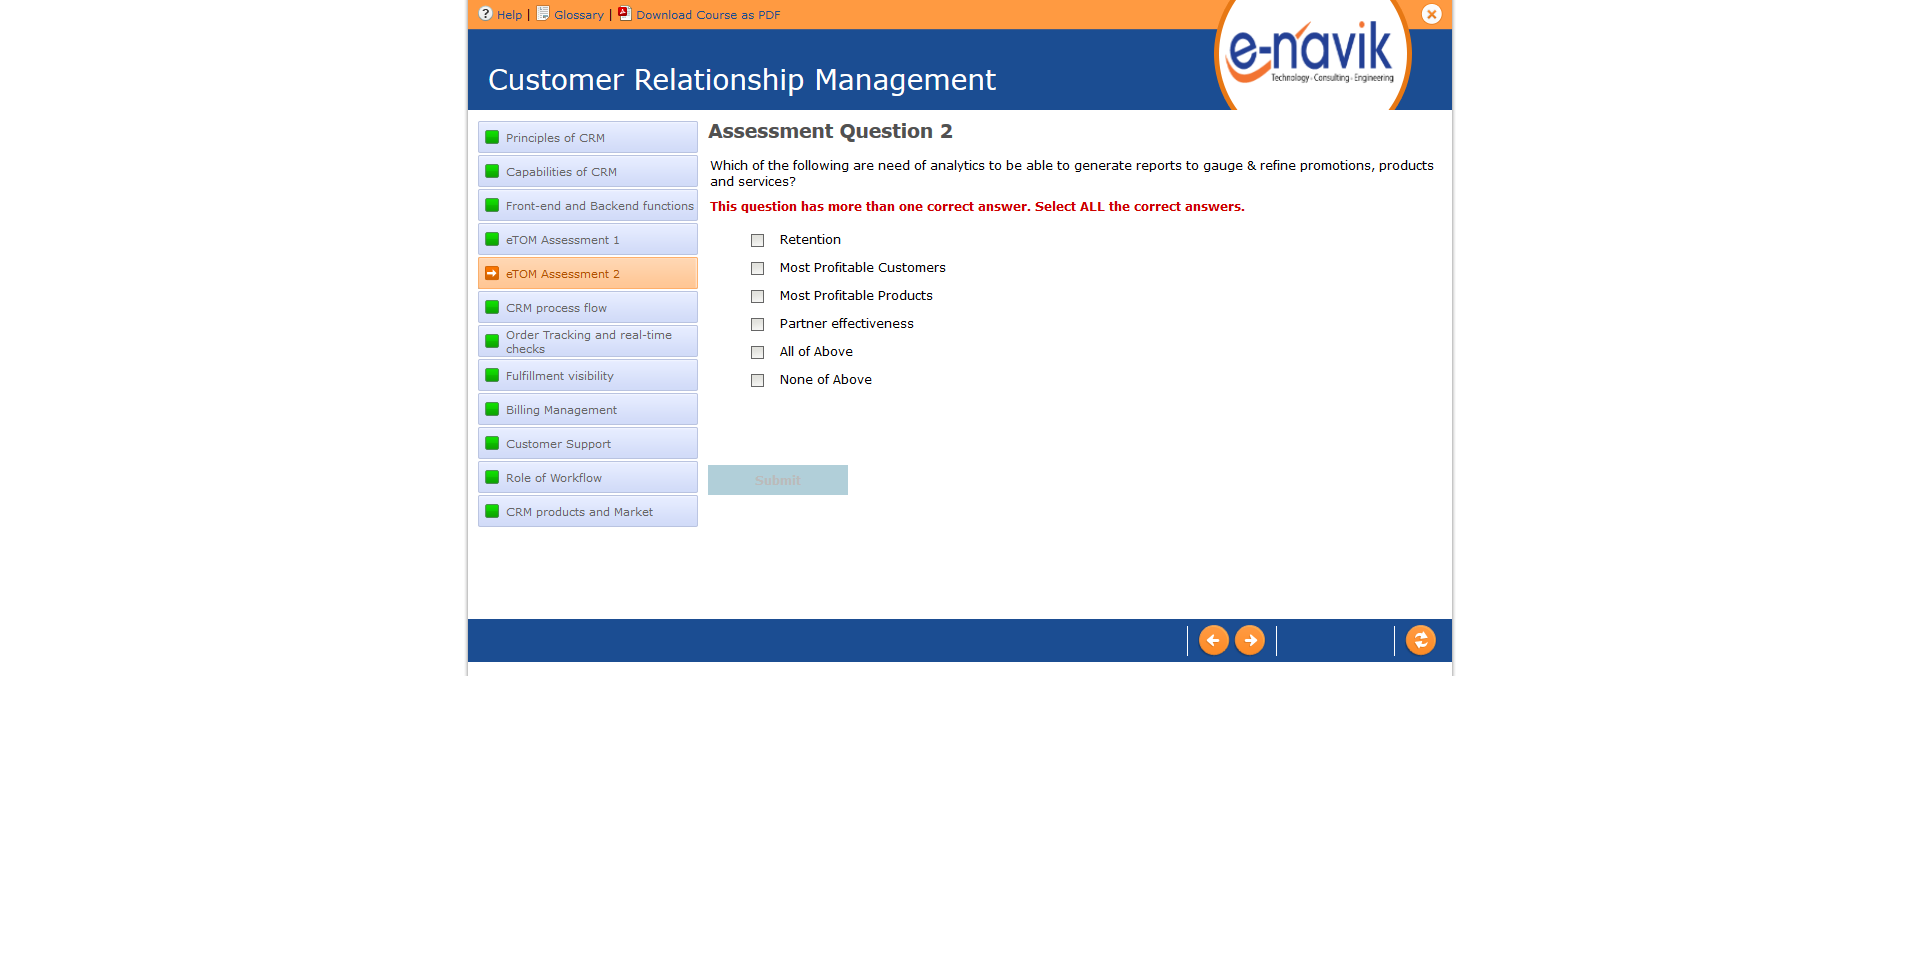 Help | Glossary | Download Course as PDF
e-navik
Technology - Consulting - Engineering
Customer Relationship Management
Principles of CRM
Capabilities of CRM
Front-end and Backend functions
eTOM Assessment 1
eTOM Assessment 2
CRM process flow
Order Tracking and real-time
checks
Fulfillment visibility
Billing Management
Customer Support
Role of Workflow
CRM products and Market
Assessment Question 2
Which of the following are need of analytics to be able to generate reports to gauge & refine promotions, products
and services?
This question has more than one correct answer. Select ALL the correct answers.
Retention
Most Profitable Customers
Most Profitable Products
Partner effectiveness
All of Above
None of Above
Submit